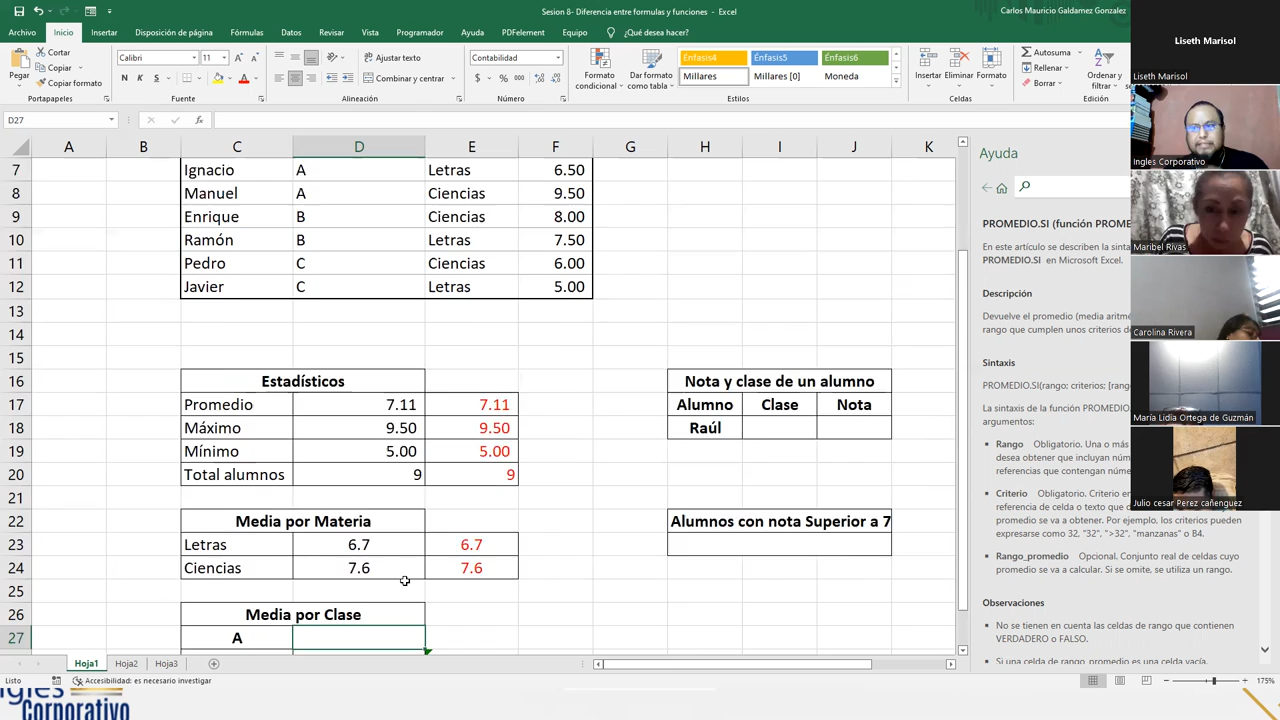 Sesion 8- Diferencia entre formulas y funciones - Excel
Carlos Mauricio Galdamez Gonzalez
Archivo Inicio Insertar Disposición de página Fórmulas Datos Revisar Vista Programador Ayuda PDFelement Equipo ¿Qué desea hacer?
Pegar
Cortar
Copiar
Copiar formato
Portapapeles
Calibri 11
N K S
Fuente
Ajustar texto
Combinar y centrar
Alineación
Contabilidad
$ % 000
Número
Formato condicional
Dar formato como tabla
Énfasis4 Énfasis5 Énfasis6
Millares Millares [0] Moneda
Estilos
Insertar Eliminar Formato
Celdas
Autosuma
Rellenar
Borrar
Ordenar y filtrar
Edición
D27
fx
A B C D E F G H I J K
7 Ignacio A Letras 6.50
8 Manuel A Ciencias 9.50
9 Enrique B Ciencias 8.00
10 Ramón B Letras 7.50
11 Pedro C Ciencias 6.00
12 Javier C Letras 5.00
13
14
15
16 Estadísticos Nota y clase de un alumno
17 Promedio 7.11 7.11 Alumno Clase Nota
18 Máximo 9.50 9.50 Raúl
19 Mínimo 5.00 5.00
20 Total alumnos 9 9
21
22 Media por Materia Alumnos con nota Superior a 7
23 Letras 6.7 6.7
24 Ciencias 7.6 7.6
25
26 Media por Clase
27 A
Hoja1 Hoja2 Hoja3
Listo Accesibilidad: es necesario investigar
175%
Ingles
Corporativo
Ayuda
PROMEDIO.SI (función PROME
En este artículo se describen la sinta
PROMEDIO.SI en Microsoft Excel.
Descripción
Devuelve el promedio (media aritmé
rango que cumplen unos criterios de
Sintaxis
PROMEDIO.SI(rango; criterios; [rang
La sintaxis de la función PROMEDIO
argumentos:
Rango Obligatorio. Una o más
desea obtener que incluyan núm
referencias que contengan númer
Criterio Obligatorio. Criterio en
referencia de celda o texto que c
promedio se va a obtener. Por ejemplo, los criterios pueden
expresarse como 32, "32", ">32", "manzanas" o B4.
Rango_promedio Opcional. Conjunto real de celdas cuyo
promedio se va a calcular. Si se omite, se utiliza un rango.
Observaciones
No se tienen en cuenta las celdas de rango que contienen
VERDADERO o FALSO.
Si una celda de rango_promedio es una celda vacía,
Liseth Marisol
Liseth Marisol
Ingles Corporativo
Maribel Rivas
Carolina Rivera
María Lidia Ortega de Guzmán
Julio cesar Perez cañenguez